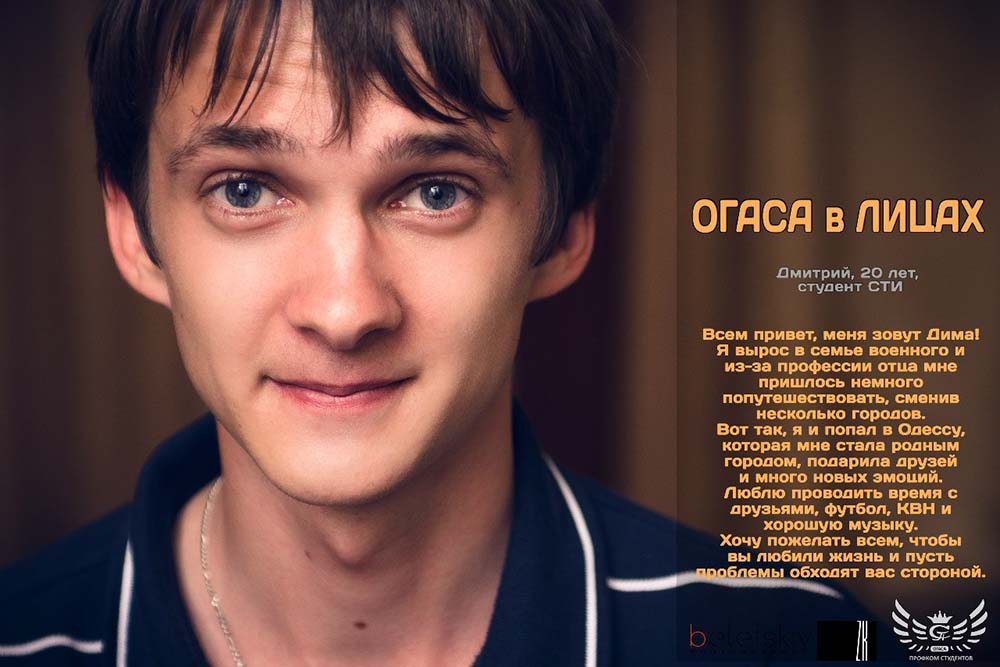 ОГАСА в ЛИЦАХ
Дмитрий, 20 лет,
студент СТИ
Всем привет, меня зовут Дима!
Я вырос в семье военного и
из-за профессии отца мне
пришлось немного
попутешествовать, сменив
несколько городов.
Вот так, я и попал в Одессу,
которая мне стала родным
городом, подарила друзей
и много новых эмоций.
Люблю проводить время с
друзьями, футбол, КВН и
хорошую музыку.
Хочу пожелать всем, чтобы
вы любили жизнь и пусть
проблемы обходят вас стороной.
ОГАСА
ПРОФКОМ СТУДЕНТОВ